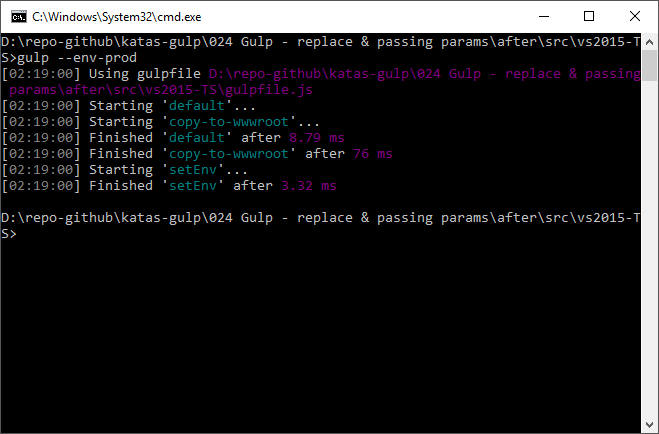 C:\Windows\System32\cmd.exe
D:\repo-github\katas-gulp\024 Gulp - replace & passing params\after\src\vs2015-T
S>gulp --env-prod
[02:19:00] Using gulpfile D:\repo-github\katas-gulp\024 Gulp - replace & passing
 params\after\src\vs2015-TS\gulpfile.js
[02:19:00] Starting 'default'...
[02:19:00] Starting 'copy-to-wwwroot'...
[02:19:00] Finished 'default' after 8.79 ms
[02:19:00] Finished 'copy-to-wwwroot' after 76 ms
[02:19:00] Starting 'setEnv'...
[02:19:00] Finished 'setEnv' after 3.32 ms
D:\repo-github\katas-gulp\024 Gulp - replace & passing params\after\src\vs2015-T
S>